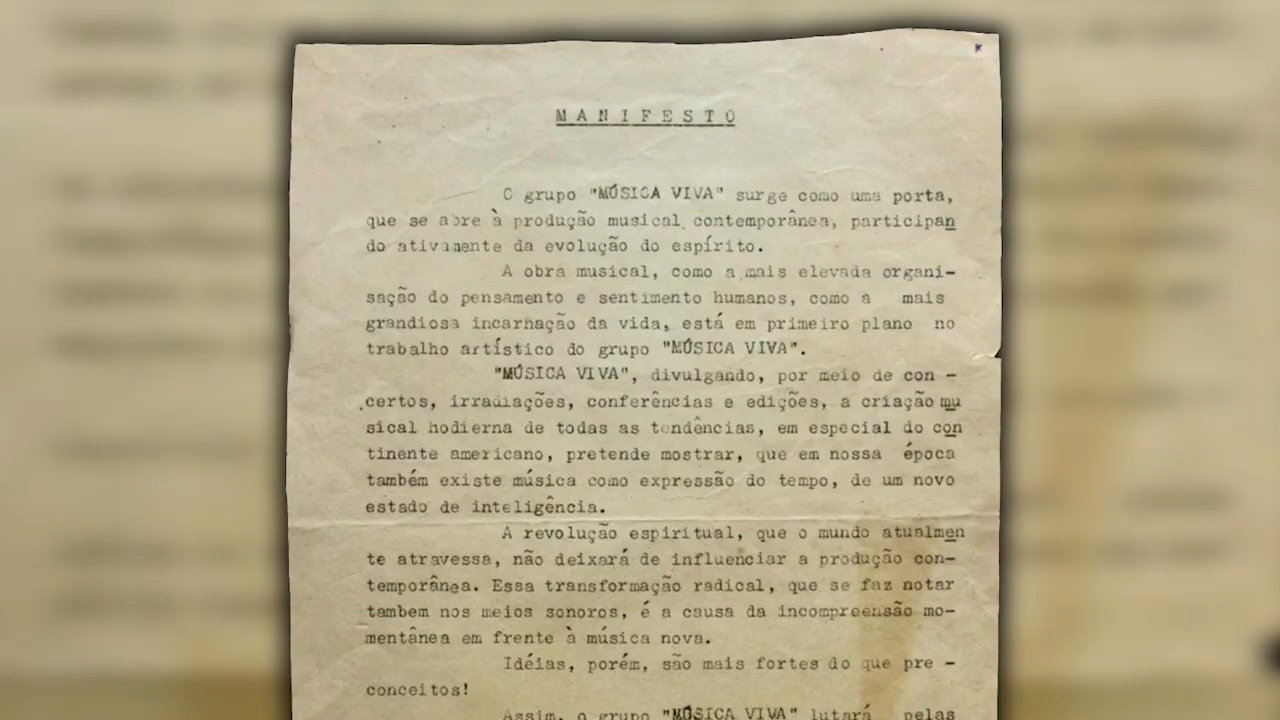 MANIFESTO
O grupo "MÚSICA VIVA" surge como uma porta,
que se abre à produção musical contemporânea, participan
do ativamente da evolução do espírito.
A obra musical, como a mais elevada organi-
sação do pensamento e sentimento humanos, como a mais
grandiosa incarnação da vida, está em primeiro plano no
trabalho artístico do grupo "MÚSICA VIVA".
"MÚSICA VIVA", divulgando, por meio de con -
certos, irradiações, conferências e edições, a criação mu
sical hodierna de todas as tendências, em especial do con
tinente americano, pretende mostrar, que em nossa época
também existe música como expressão do tempo, de um novo
estado de inteligência.
A revolução espiritual, que o mundo atualmen
te atravessa, não deixará de influenciar a produção con-
temporânea. Essa transformação radical, que se faz notar
tambem nos meios sonoros, é a causa da incompreensão mo-
mentânea em frente à música nova.
Idéias, porém, são mais fortes do que pre -
conceitos!
Assim, o grupo "MÚSICA VIVA" lutará pelas